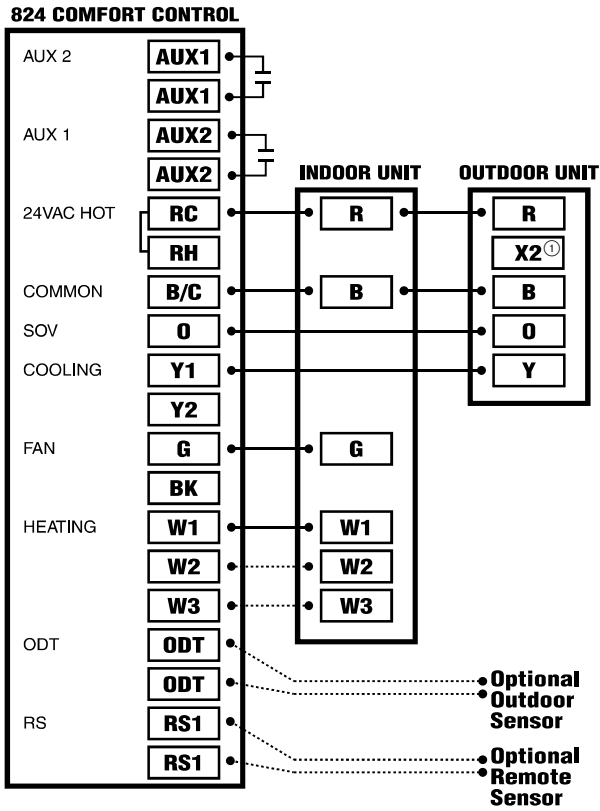 824 COMFORT CONTROL
AUX 2 AUX1
AUX1
AUX 1 AUX2
AUX2
INDOOR UNIT OUTDOOR UNIT
24VAC HOT RC R R
RH X2①
COMMON B/C B B
SOV O O
COOLING Y1 Y
Y2
FAN G G
BK
HEATING W1 W1
W2 W2
W3 W3
ODT ODT
ODT
Optional
Outdoor
Sensor
RS RS1
RS1
Optional
Remote
Sensor